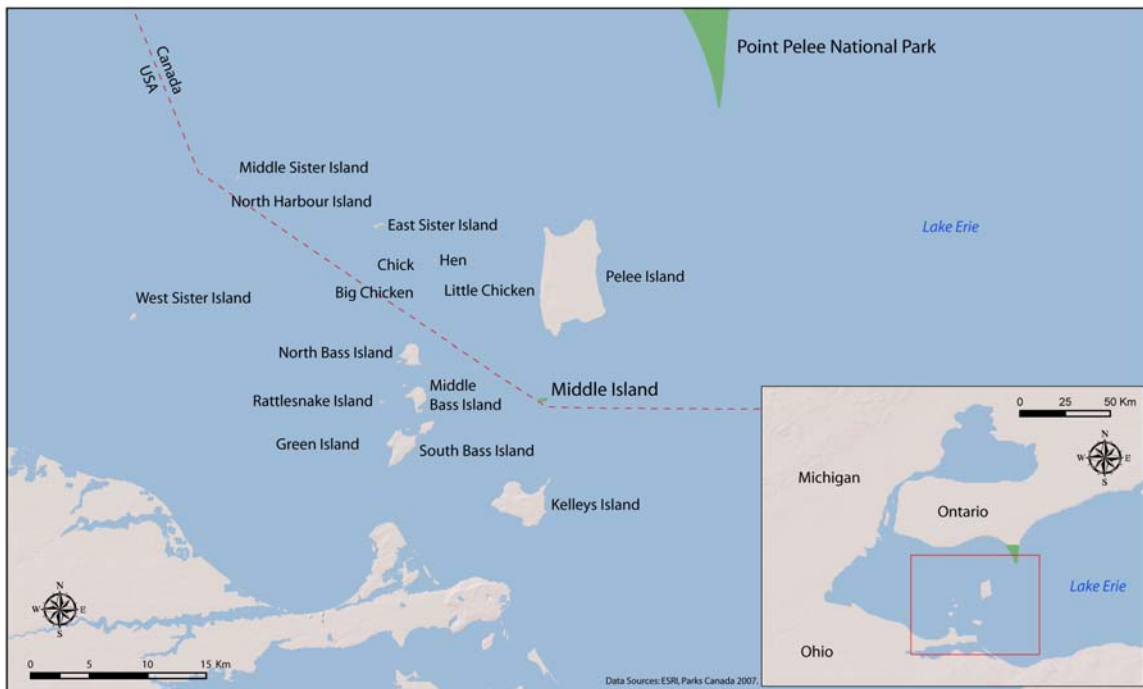 Point Pelee National Park
Canada
USA
Middle Sister Island
North Harbour Island
East Sister Island
Lake Erie
Hen
Chick
Pelee Island
Big Chicken
Little Chicken
West Sister Island
North Bass Island
Middle
Bass Island
Middle Island
Rattlesnake Island
Green Island
South Bass Island
Kelleys Island
N
W E
S
0 5 10 15 Km
Data Sources: ESRI, Parks Canada 2007.
0 25 50 Km
N
W E
S
Michigan
Ontario
Lake Erie
Ohio